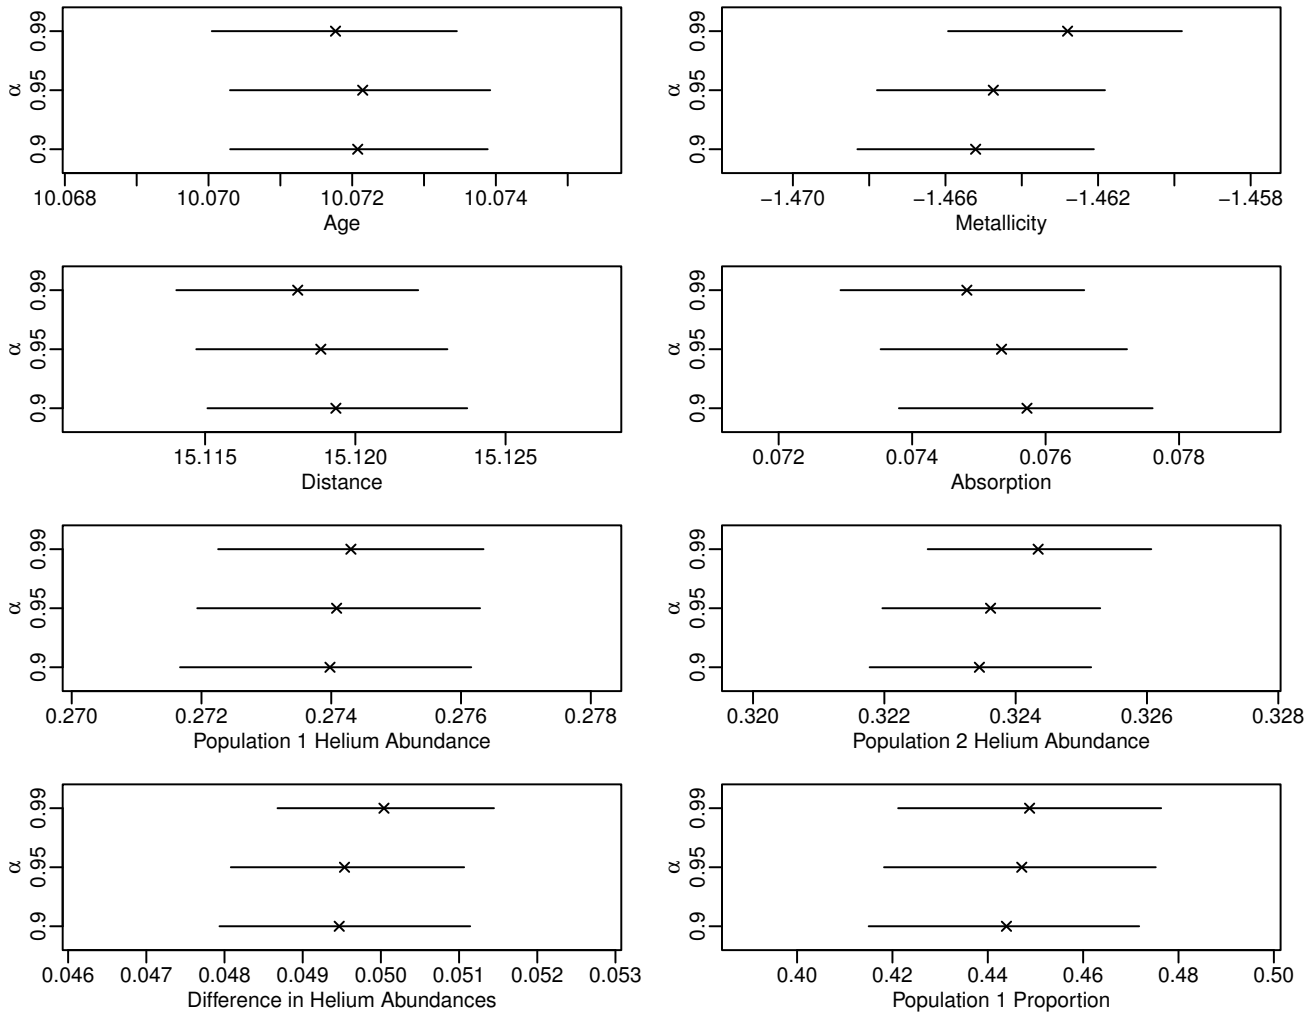 α
0.99
0.95
0.9
10.068 10.070 10.072 10.074
Age
α
0.99
0.95
0.9
−1.470 −1.466 −1.462 −1.458
Metallicity
α
0.99
0.95
0.9
15.115 15.120 15.125
Distance
α
0.99
0.95
0.9
0.072 0.074 0.076 0.078
Absorption
α
0.99
0.95
0.9
0.270 0.272 0.274 0.276 0.278
Population 1 Helium Abundance
α
0.99
0.95
0.9
0.320 0.322 0.324 0.326 0.328
Population 2 Helium Abundance
α
0.99
0.95
0.9
0.046 0.047 0.048 0.049 0.050 0.051 0.052 0.053
Difference in Helium Abundances
α
0.99
0.95
0.9
0.40 0.42 0.44 0.46 0.48 0.50
Population 1 Proportion